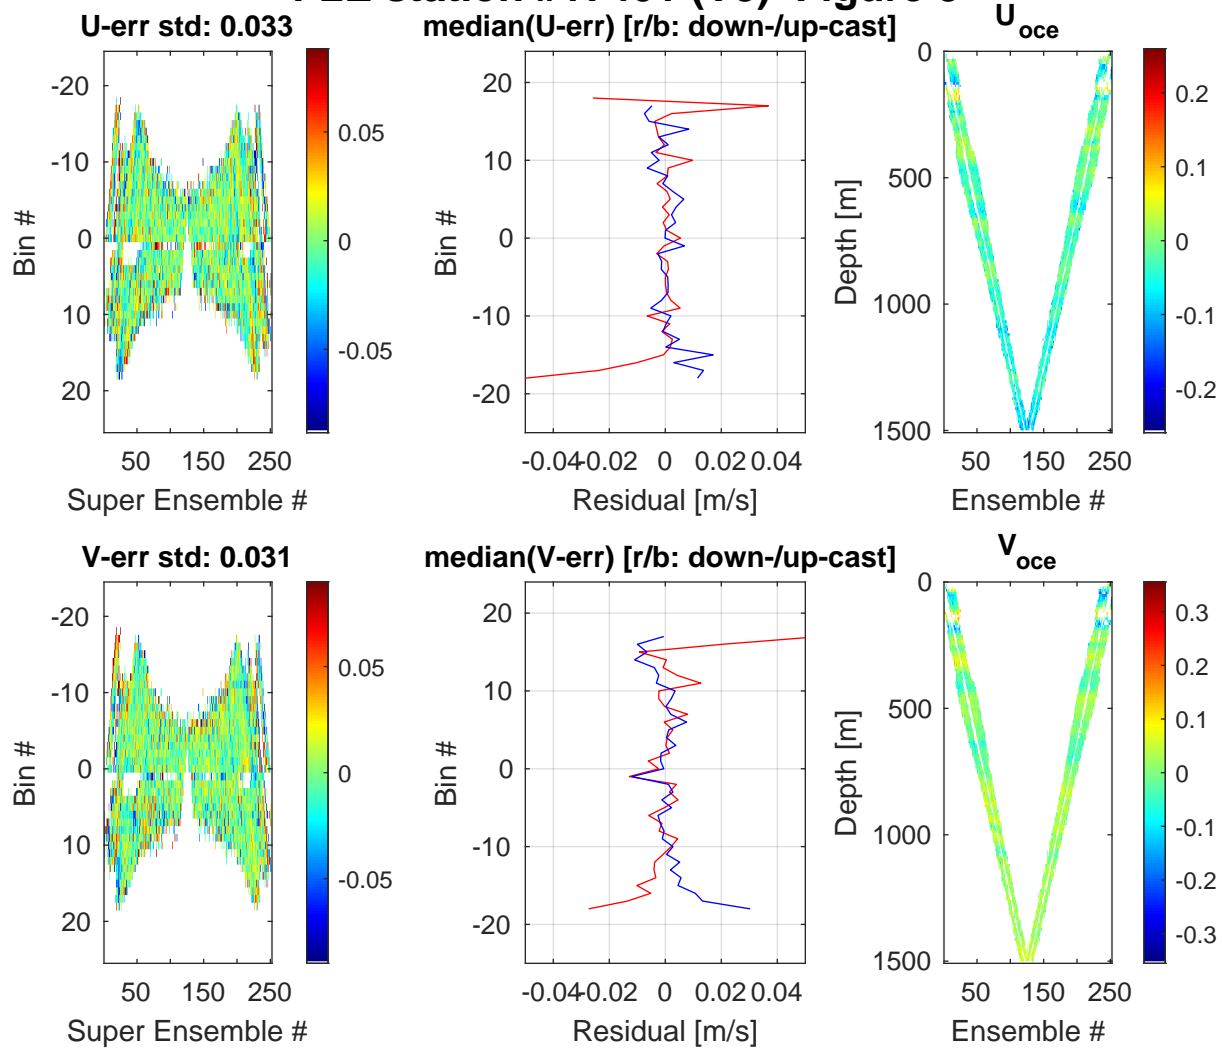 U-err std: 0.033
median(U-err) [r/b: down-/up-cast]
U_oce
-20
-10
0
10
20
Bin #
50 150 250
Super Ensemble #
0.05
0
-0.05
20
10
0
-10
-20
Bin #
-0.04 -0.02 0 0.02 0.04
Residual [m/s]
0
500
1000
1500
Depth [m]
50 150 250
Ensemble #
0.2
0.1
0
-0.1
-0.2
V-err std: 0.031
median(V-err) [r/b: down-/up-cast]
V_oce
-20
-10
0
10
20
Bin #
50 150 250
Super Ensemble #
0.05
0
-0.05
20
10
0
-10
-20
Bin #
-0.04 -0.02 0 0.02 0.04
Residual [m/s]
0
500
1000
1500
Depth [m]
50 150 250
Ensemble #
0.3
0.2
0.1
0
-0.1
-0.2
-0.3